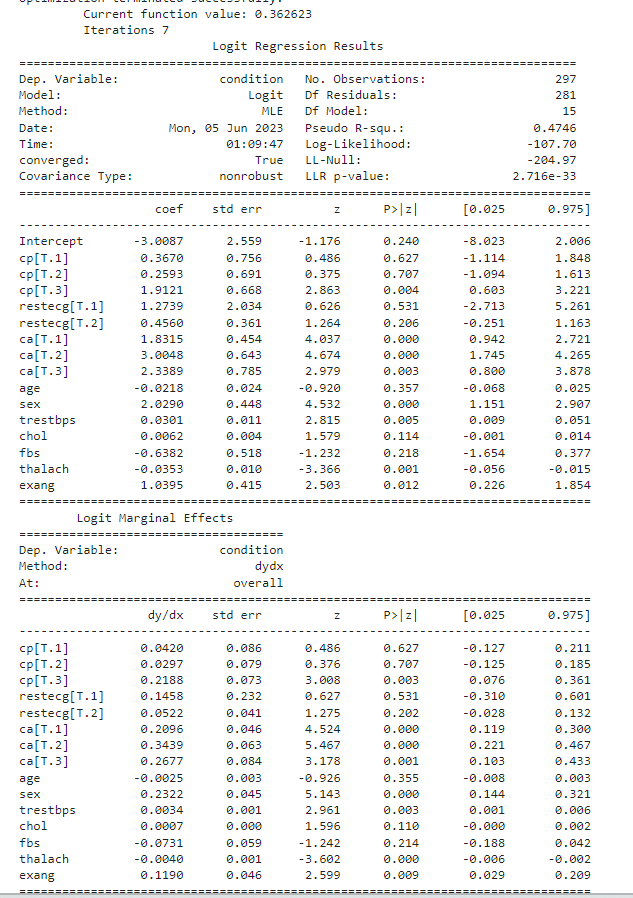 Optimization terminated successfully.
Current function value: 0.362623
Iterations 7
Logit Regression Results
==============================================================================
Dep. Variable: condition No. Observations: 297
Model: Logit Df Residuals: 281
Method: MLE Df Model: 15
Date: Mon, 05 Jun 2023 Pseudo R-squ.: 0.4746
Time: 01:09:47 Log-Likelihood: -107.70
converged: True LL-Null: -204.97
Covariance Type: nonrobust LLR p-value: 2.716e-33
================================================================================
coef std err z P>|z| [0.025 0.975]
--------------------------------------------------------------------------------
Intercept -3.0087 2.559 -1.176 0.240 -8.023 2.006
cp[T.1] 0.3670 0.756 0.486 0.627 -1.114 1.848
cp[T.2] 0.2593 0.691 0.375 0.707 -1.094 1.613
cp[T.3] 1.9121 0.668 2.863 0.004 0.603 3.221
restecg[T.1] 1.2739 2.034 0.626 0.531 -2.713 5.261
restecg[T.2] 0.4560 0.361 1.264 0.206 -0.251 1.163
ca[T.1] 1.8315 0.454 4.037 0.000 0.942 2.721
ca[T.2] 3.0048 0.643 4.674 0.000 1.745 4.265
ca[T.3] 2.3389 0.785 2.979 0.003 0.800 3.878
age -0.0218 0.024 -0.920 0.357 -0.068 0.025
sex 2.0290 0.448 4.532 0.000 1.151 2.907
trestbps 0.0301 0.011 2.815 0.005 0.009 0.051
chol 0.0062 0.004 1.579 0.114 -0.001 0.014
fbs -0.6382 0.518 -1.232 0.218 -1.654 0.377
thalach -0.0353 0.010 -3.366 0.001 -0.056 -0.015
exang 1.0395 0.415 2.503 0.012 0.226 1.854
================================================================================
Logit Marginal Effects
=====================================
Dep. Variable: condition
Method: dydx
At: overall
================================================================================
dy/dx std err z P>|z| [0.025 0.975]
--------------------------------------------------------------------------------
cp[T.1] 0.0420 0.086 0.486 0.627 -0.127 0.211
cp[T.2] 0.0297 0.079 0.376 0.707 -0.125 0.185
cp[T.3] 0.2188 0.073 3.008 0.003 0.076 0.361
restecg[T.1] 0.1458 0.232 0.627 0.531 -0.310 0.601
restecg[T.2] 0.0522 0.041 1.275 0.202 -0.028 0.132
ca[T.1] 0.2096 0.046 4.524 0.000 0.119 0.300
ca[T.2] 0.3439 0.063 5.467 0.000 0.221 0.467
ca[T.3] 0.2677 0.084 3.178 0.001 0.103 0.433
age -0.0025 0.003 -0.926 0.355 -0.008 0.003
sex 0.2322 0.045 5.143 0.000 0.144 0.321
trestbps 0.0034 0.001 2.961 0.003 0.001 0.006
chol 0.0007 0.000 1.596 0.110 -0.000 0.002
fbs -0.0731 0.059 -1.242 0.214 -0.188 0.042
thalach -0.0040 0.001 -3.602 0.000 -0.006 -0.002
exang 0.1190 0.046 2.599 0.009 0.029 0.209
================================================================================